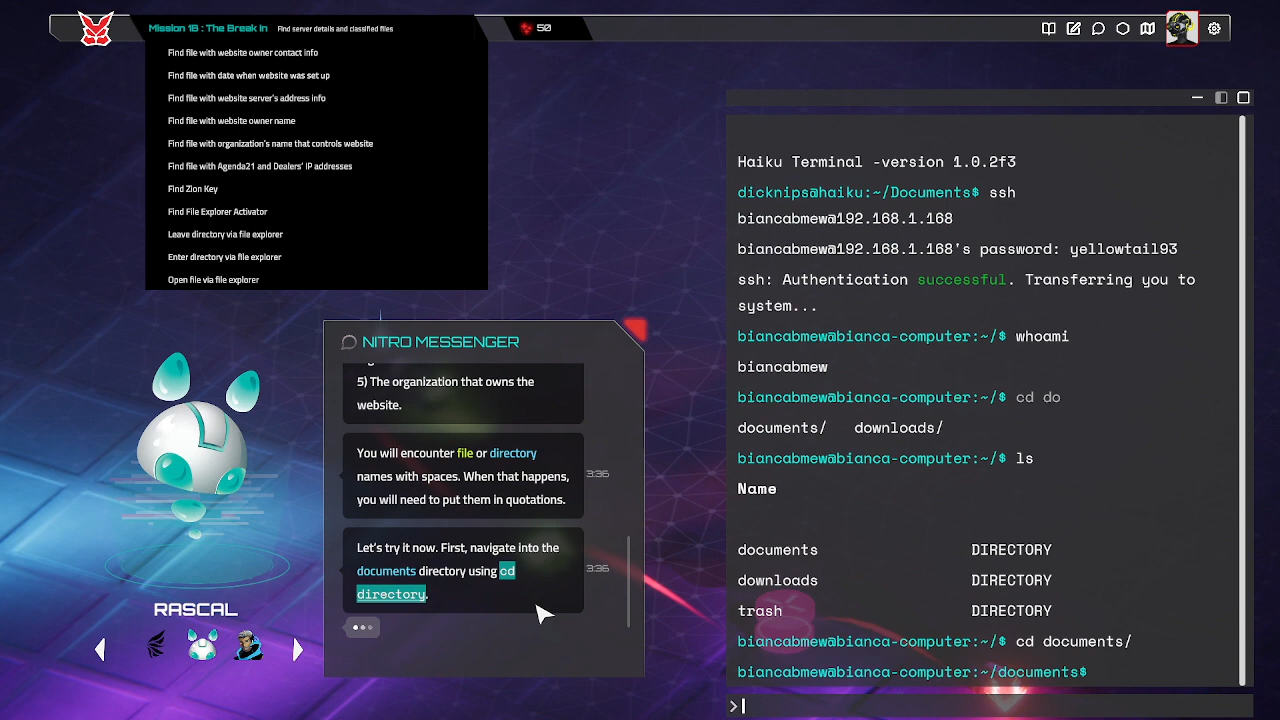 Mission 1B : The Break In Find server details and classified files
50
Find file with website owner contact info
Find file with date when website was set up
Find file with website server's address info
Find file with website owner name
Find file with organization's name that controls website
Find file with Agenda21 and Dealers' IP addresses
Find Zion Key
Find File Explorer Activator
Leave directory via file explorer
Enter directory via file explorer
Open file via file explorer
NITRO MESSENGER
5) The organization that owns the
website.
You will encounter file or directory
names with spaces. When that happens,
you will need to put them in quotations.
3:36
Let's try it now. First, navigate into the
documents directory using cd
directory.
3:36
RASCAL
Haiku Terminal -version 1.0.2f3
dicknips@haiku:~/Documents$ ssh
biancabmew@192.168.1.168
biancabmew@192.168.1.168's password: yellowtail93
ssh: Authentication successful. Transferring you to
system...
biancabmew@bianca-computer:~/$ whoami
biancabmew
biancabmew@bianca-computer:~/$ cd do
documents/ downloads/
biancabmew@bianca-computer:~/$ ls
Name
documents DIRECTORY
downloads DIRECTORY
trash DIRECTORY
biancabmew@bianca-computer:~/$ cd documents/
biancabmew@bianca-computer:~/documents$
>